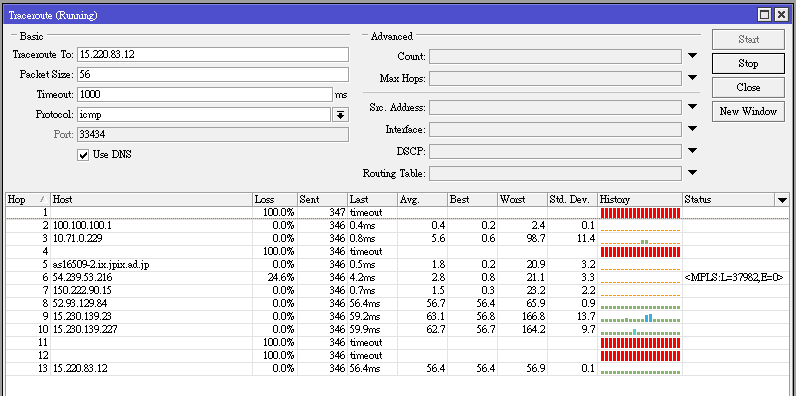 Traceroute (Running)
Basic
Traceroute To: 15.220.83.12
Packet Size: 56
Timeout: 1000 ms
Protocol: icmp
Port: 33434
Use DNS
Advanced
Count:
Max Hops:
Src. Address:
Interface:
DSCP:
Routing Table:
Start
Stop
Close
New Window
Hop Host Loss Sent Last Avg. Best Worst Std. Dev. History Status
1 100.0% 347 timeout
2 100.100.100.1 0.0% 346 0.4ms 0.4 0.2 2.4 0.1
3 10.71.0.229 0.0% 346 0.8ms 5.6 0.6 98.7 11.4
4 100.0% 346 timeout
5 as16509-2.ix.jpix.ad.jp 0.0% 346 0.5ms 1.8 0.2 20.9 3.2
6 54.239.53.216 24.6% 346 4.2ms 2.8 0.8 21.1 3.3 <MPLS:L=37982,E=0>
7 150.222.90.15 0.0% 346 0.7ms 1.5 0.3 23.2 2.2
8 52.93.129.84 0.0% 346 56.4ms 56.7 56.4 65.9 0.9
9 15.230.139.23 0.0% 346 59.2ms 63.1 56.8 166.8 13.7
10 15.230.139.227 0.0% 346 59.9ms 62.7 56.7 164.2 9.7
11 100.0% 346 timeout
12 100.0% 346 timeout
13 15.220.83.12 0.0% 346 56.4ms 56.4 56.4 56.9 0.1